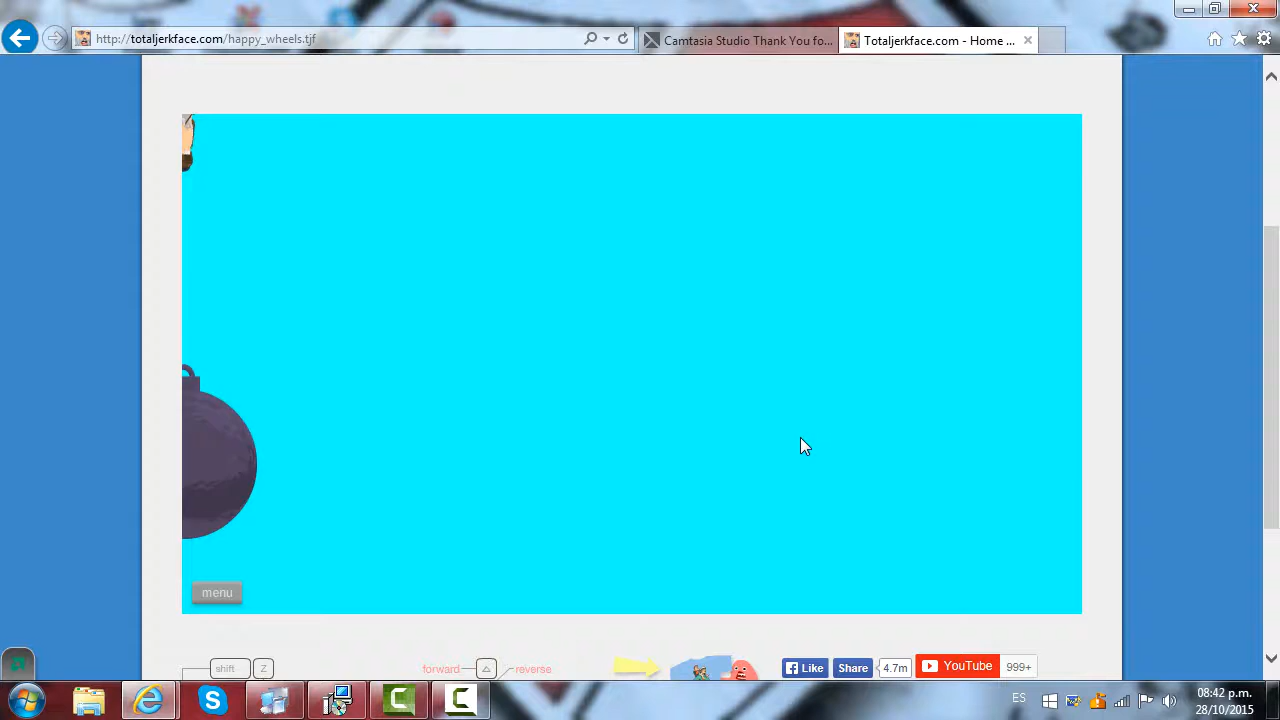 http://totaljerkface.com/happy_wheels.tjf
Camtasia Studio Thank You fo...
Totaljerkface.com - Home ...
menu
shift
Z
forward
reverse
Like
Share
4.7m
YouTube
999+
ES
08:42 p.m.
28/10/2015